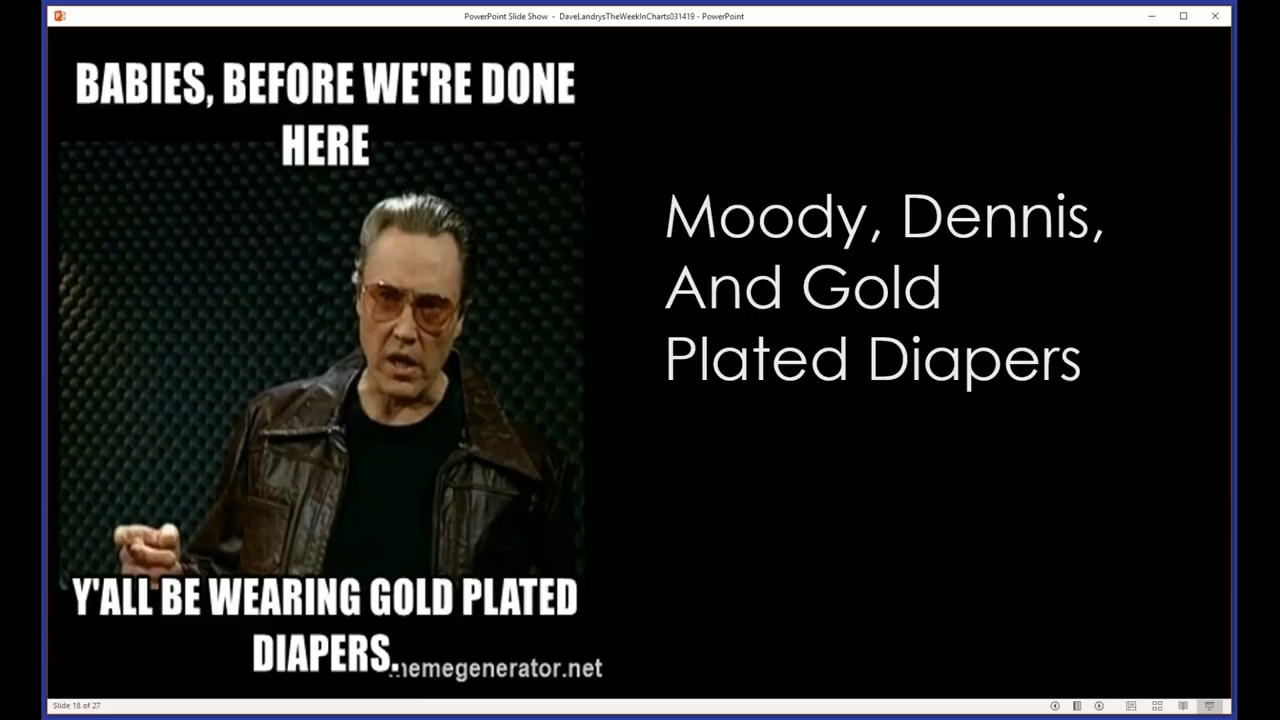 PowerPoint Slide Show - DaveLandrysTheWeekInCharts031419 - PowerPoint
BABIES, BEFORE WE'RE DONE
HERE
Y'ALL BE WEARING GOLD PLATED
DIAPERS.
memegenerator.net
Moody, Dennis,
And Gold
Plated Diapers
Slide 18 of 27